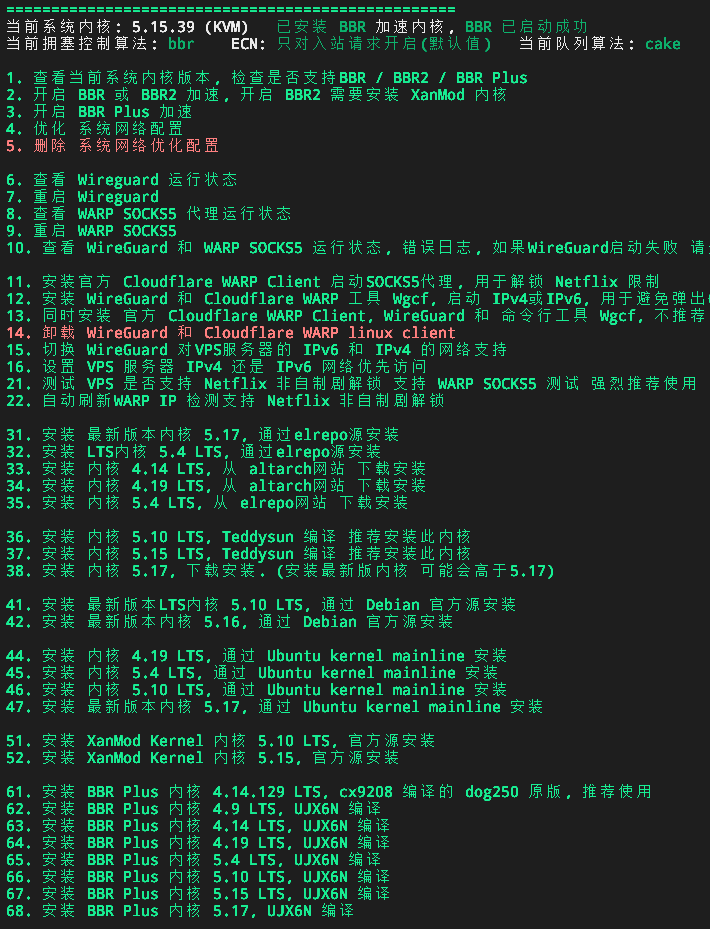 ==================================================
当前系统内核: 5.15.39 (KVM) 已安装 BBR 加速内核, BBR 已启动成功
当前拥塞控制算法: bbr ECN: 只对入站请求开启(默认值) 当前队列算法: cake
1. 查看当前系统内核版本, 检查是否支持BBR / BBR2 / BBR Plus
2. 开启 BBR 或 BBR2 加速, 开启 BBR2 需要安装 XanMod 内核
3. 开启 BBR Plus 加速
4. 优化 系统网络配置
5. 删除 系统网络优化配置
6. 查看 Wireguard 运行状态
7. 重启 Wireguard
8. 查看 WARP SOCKS5 代理运行状态
9. 重启 WARP SOCKS5
10. 查看 WireGuard 和 WARP SOCKS5 运行状态, 错误日志, 如果WireGuard启动失败 请
11. 安装官方 Cloudflare WARP Client 启动SOCKS5代理, 用于解锁 Netflix 限制
12. 安装 WireGuard 和 Cloudflare WARP 工具 Wgcf, 启动 IPv4或IPv6, 用于避免弹出
13. 同时安装 官方 Cloudflare WARP Client, WireGuard 和 命令行工具 Wgcf, 不推荐
14. 卸载 WireGuard 和 Cloudflare WARP linux client
15. 切换 WireGuard 对VPS服务器的 IPv6 和 IPv4 的网络支持
16. 设置 VPS 服务器 IPv4 还是 IPv6 网络优先访问
21. 测试 VPS 是否支持 Netflix 非自制剧解锁 支持 WARP SOCKS5 测试 强烈推荐使用
22. 自动刷新WARP IP 检测支持 Netflix 非自制剧解锁
31. 安装 最新版本内核 5.17, 通过elrepo源安装
32. 安装 LTS内核 5.4 LTS, 通过elrepo源安装
33. 安装 内核 4.14 LTS, 从 altarch网站 下载安装
34. 安装 内核 4.19 LTS, 从 altarch网站 下载安装
35. 安装 内核 5.4 LTS, 从 elrepo网站 下载安装
36. 安装 内核 5.10 LTS, Teddysun 编译 推荐安装此内核
37. 安装 内核 5.15 LTS, Teddysun 编译 推荐安装此内核
38. 安装 内核 5.17, 下载安装. (安装最新版内核 可能会高于5.17)
41. 安装 最新版本LTS内核 5.10 LTS, 通过 Debian 官方源安装
42. 安装 最新版本内核 5.16, 通过 Debian 官方源安装
44. 安装 内核 4.19 LTS, 通过 Ubuntu kernel mainline 安装
45. 安装 内核 5.4 LTS, 通过 Ubuntu kernel mainline 安装
46. 安装 内核 5.10 LTS, 通过 Ubuntu kernel mainline 安装
47. 安装 最新版本内核 5.17, 通过 Ubuntu kernel mainline 安装
51. 安装 XanMod Kernel 内核 5.10 LTS, 官方源安装
52. 安装 XanMod Kernel 内核 5.15, 官方源安装
61. 安装 BBR Plus 内核 4.14.129 LTS, cx9208 编译的 dog250 原版, 推荐使用
62. 安装 BBR Plus 内核 4.9 LTS, UJX6N 编译
63. 安装 BBR Plus 内核 4.14 LTS, UJX6N 编译
64. 安装 BBR Plus 内核 4.19 LTS, UJX6N 编译
65. 安装 BBR Plus 内核 5.4 LTS, UJX6N 编译
66. 安装 BBR Plus 内核 5.10 LTS, UJX6N 编译
67. 安装 BBR Plus 内核 5.15 LTS, UJX6N 编译
68. 安装 BBR Plus 内核 5.17, UJX6N 编译